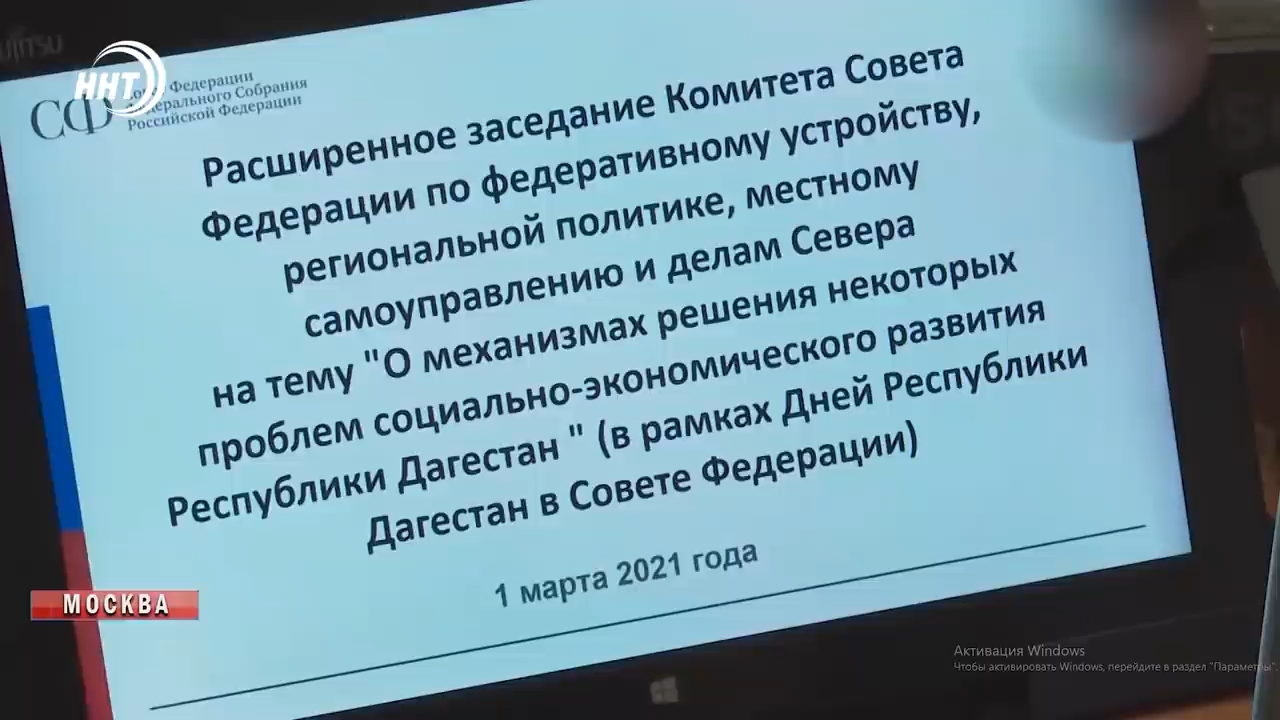 FUJITSU
ННТ
СФ
Федерации
Федерального Собрания
Российской Федерации
Расширенное заседание Комитета Совета
Федерации по федеративному устройству,
региональной политике, местному
самоуправлению и делам Севера
на тему "О механизмах решения некоторых
проблем социально-экономического развития
Республики Дагестан " (в рамках Дней Республики
Дагестан в Совете Федерации)
1 марта 2021 года
МОСКВА
Активация Windows
Чтобы активировать Windows, перейдите в раздел "Параметры".